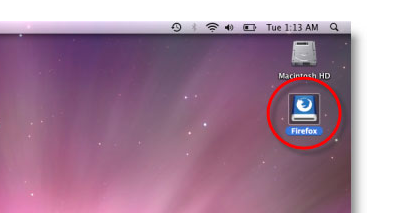 Tue 1:13 AM
Macintosh HD
Firefox